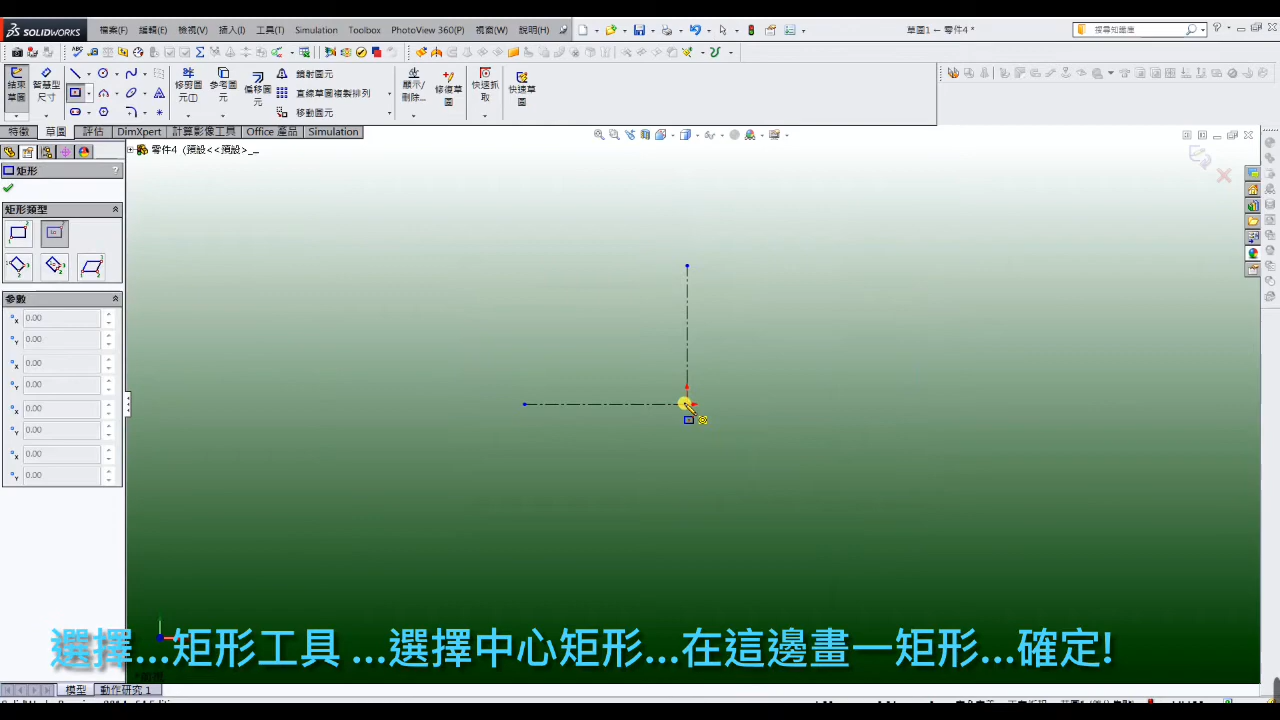 SOLIDWORKS
檔案(F) 編輯(E) 檢視(V) 插入(I) 工具(T) Simulation Toolbox PhotoView 360(P) 視窗(W) 說明(H)
草圖1 ─ 零件4 *
搜尋知識庫
結束草圖
智慧型尺寸
修剪圖元(I)
參考圖元
偏移圖元
鏡射圖元
直線草圖複製排列
移動圖元
顯示/刪除...
修復草圖
快速抓取
快速草圖
特徵 草圖 評估 DimXpert 計算影像工具 Office 產品 Simulation
零件4 (預設<<預設>_...
矩形 ?
矩形類型
參數
0.00
0.00
0.00
0.00
0.00
0.00
0.00
0.00
選擇...矩形工具 ...選擇中心矩形...在這邊畫一矩形...確定!
模型 動作研究 1